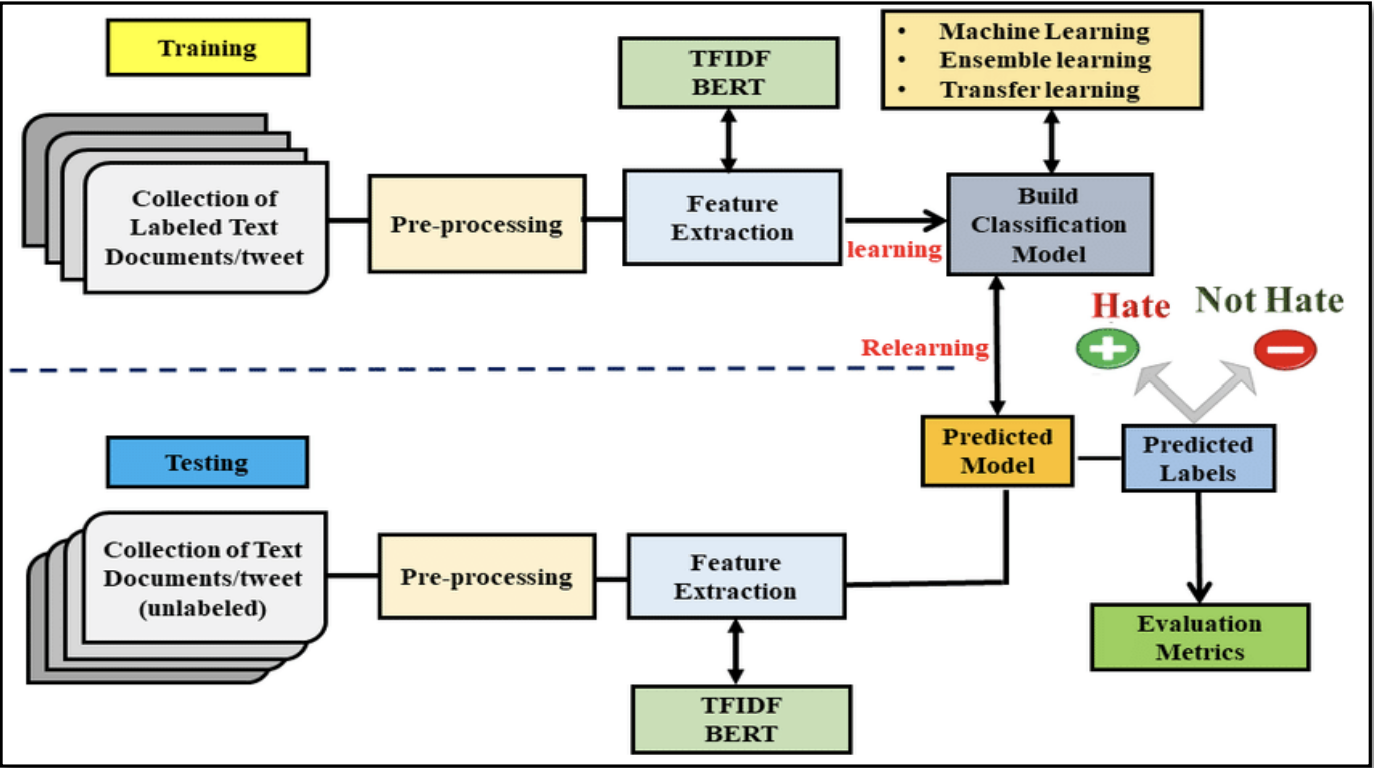 Training
TFIDF
BERT
• Machine Learning
• Ensemble learning
• Transfer learning
Collection of
Labeled Text
Documents/tweet
Pre-processing
Feature
Extraction
learning
Build
Classification
Model
Hate
Not Hate
Relearning
Testing
Predicted
Model
Predicted
Labels
Collection of Text
Documents/tweet
(unlabeled)
Pre-processing
Feature
Extraction
Evaluation
Metrics
TFIDF
BERT